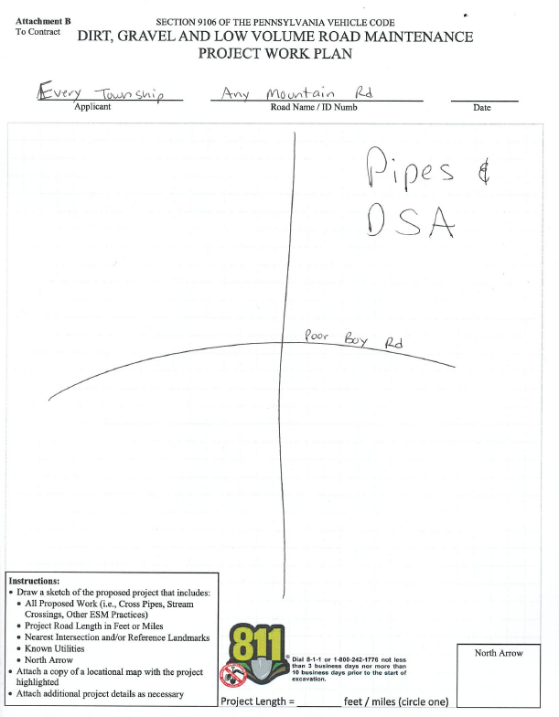 Attachment B
To Contract
SECTION 9106 OF THE PENNSYLVANIA VEHICLE CODE
DIRT, GRAVEL AND LOW VOLUME ROAD MAINTENANCE
PROJECT WORK PLAN
Every Township
Any Mountain Rd
Applicant
Road Name / ID Numb
Date
Pipes &
DSA
Poor Boy Rd
Instructions:
• Draw a sketch of the proposed project that includes:
• All Proposed Work (i.e., Cross Pipes, Stream
Crossings, Other ESM Practices)
• Project Road Length in Feet or Miles
• Nearest Intersection and/or Reference Landmarks
• Known Utilities
• North Arrow
• Attach a copy of a locational map with the project
highlighted
• Attach additional project details as necessary
811
Dial 8-1-1 or 1-800-242-1776 not less
than 3 business days nor more than
10 business days prior to the start of
excavation.
Project Length = ________ feet / miles (circle one)
North Arrow